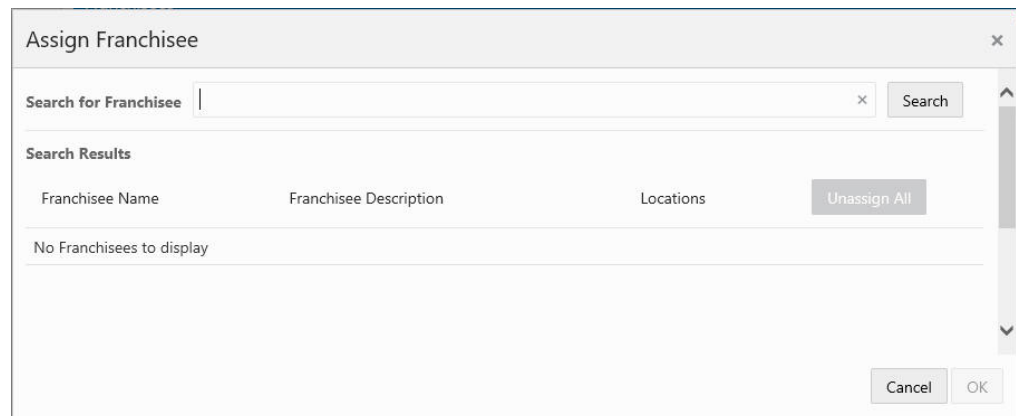 Assign Franchisee ×
Search for Franchisee × Search
Search Results
Franchisee Name Franchisee Description Locations Unassign All
No Franchisees to display
Cancel OK